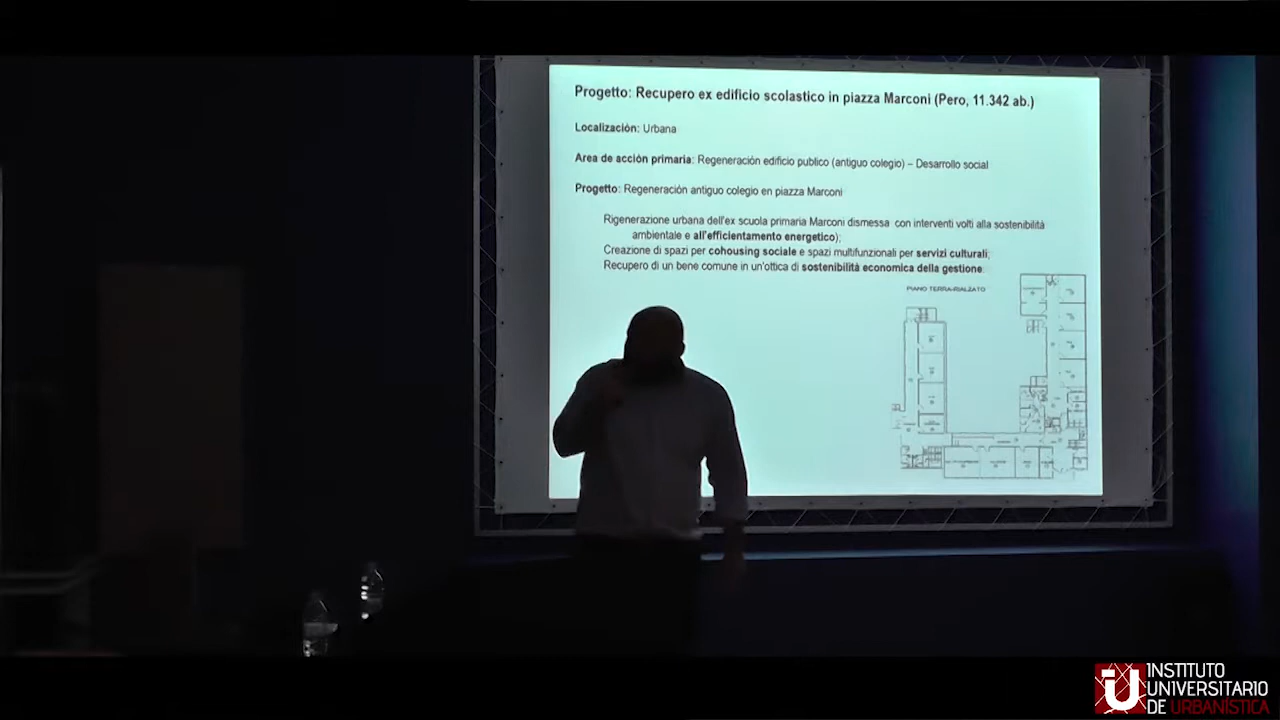 Progetto: Recupero ex edificio scolastico in piazza Marconi (Pero, 11.342 ab.)
Localización: Urbana
Area de acción primaria: Regeneración edificio publico (antiguo colegio) – Desarrollo social
Progetto: Regeneración antiguo colegio en piazza Marconi
Rigenerazione urbana dell'ex scuola primaria Marconi dismessa con interventi volti alla sostenibilità
ambientale e all'efficientamento energetico);
Creazione di spazi per cohousing sociale e spazi multifunzionali per servizi culturali;
Recupero di un bene comune in un'ottica di sostenibilità economica della gestione.
PIANO TERRA-RIALZATO
INSTITUTO
UNIVERSITARIO
DE URBANÍSTICA